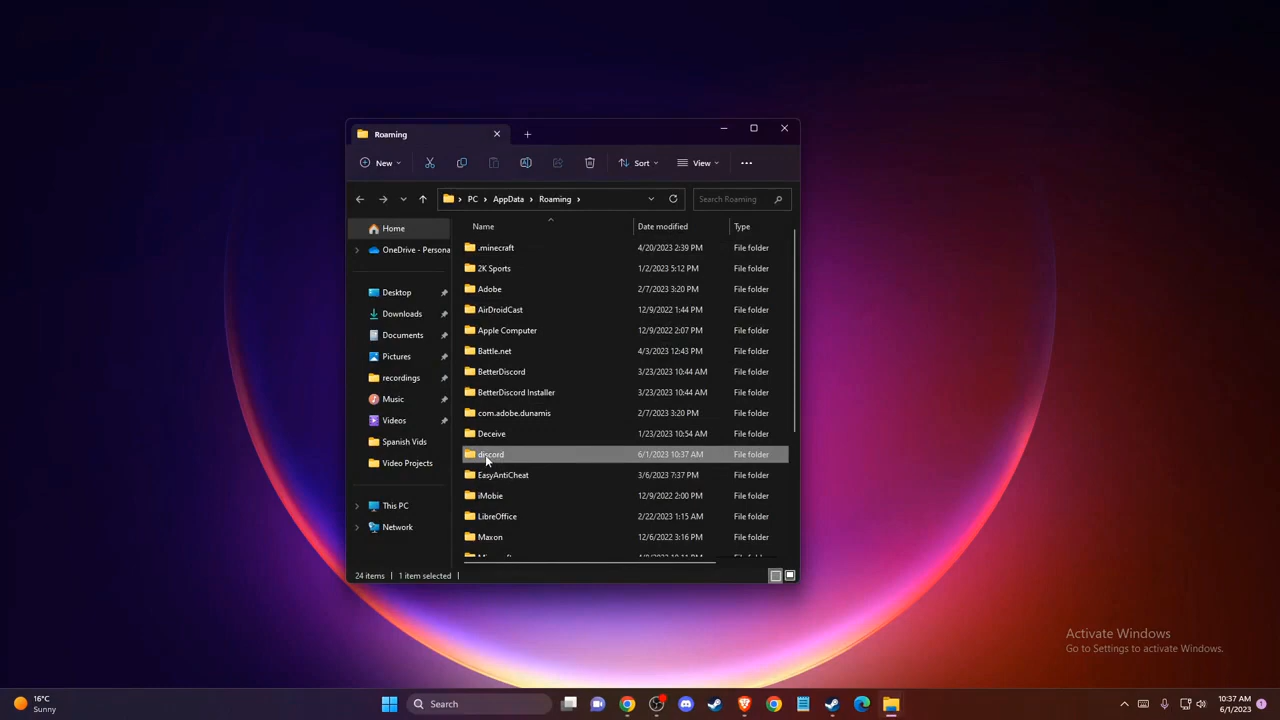 Roaming
New
Sort
View
PC > AppData > Roaming >
Search Roaming
Home
OneDrive - Persona
Desktop
Downloads
Documents
Pictures
recordings
Music
Videos
Spanish Vids
Video Projects
This PC
Network
Name Date modified Type
.minecraft 4/20/2023 2:39 PM File folder
2K Sports 1/2/2023 5:12 PM File folder
Adobe 2/7/2023 3:20 PM File folder
AirDroidCast 12/9/2022 1:44 PM File folder
Apple Computer 12/9/2022 2:07 PM File folder
Battle.net 4/3/2023 12:43 PM File folder
BetterDiscord 3/23/2023 10:44 AM File folder
BetterDiscord Installer 3/23/2023 10:44 AM File folder
com.adobe.dunamis 2/7/2023 3:20 PM File folder
Deceive 1/23/2023 10:54 AM File folder
discord 6/1/2023 10:37 AM File folder
EasyAntiCheat 3/6/2023 7:37 PM File folder
iMobie 12/9/2022 2:00 PM File folder
LibreOffice 2/22/2023 1:15 AM File folder
Maxon 12/6/2022 3:16 PM File folder
24 items 1 item selected
Activate Windows
Go to Settings to activate Windows.
16°C
Sunny
Search
10:37 AM
6/1/2023